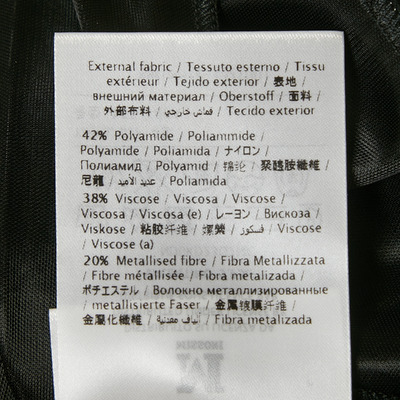 External fabric / Tessuto esterno / Tissu
extérieur / Tejido exterior / 表地 /
внешний материал / Oberstoff / 面料 /
外部布料 / قماش خارجي / Tecido exterior
42% Polyamide / Poliammide /
Polyamide / Poliamida / ナイロン /
Полиамид / Polyamid / 锦纶 / 聚醯胺纖維 /
尼龍 / عديد الأميد / Poliamida
38% Viscose / Viscosa / Viscose /
Viscosa / Viscosa (e) / レーヨン / Вискоза /
Viskose / 粘胶纤维 / 嫘縈 / فسكوز / Viscose
/ Viscose (a)
20% Metallised fibre / Fibra Metallizzata
/ Fibre métallisée / Fibra metalizada /
ポチエステル / Волокно металлизированные
/ metallisierte Faser / 金属镀膜纤维 /
金屬化纖維 / ألياف معدنية / Fibra metalizada
MISSONI
M